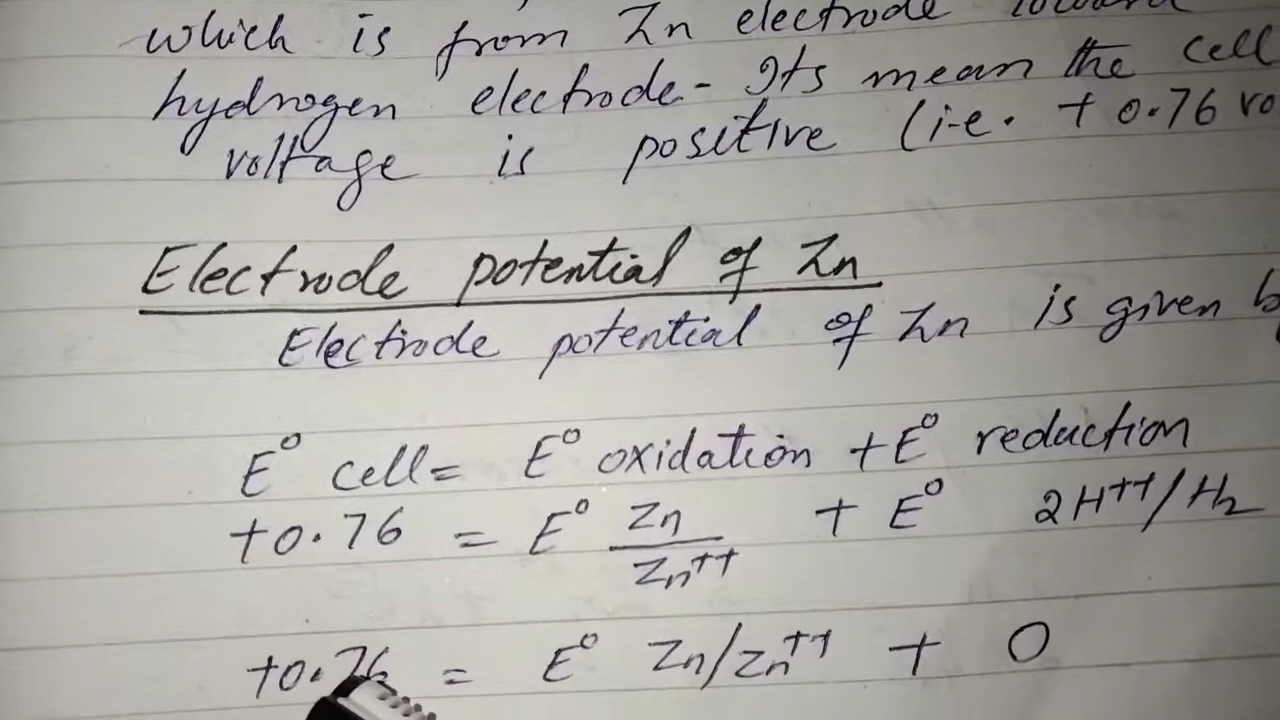 which is from Zn electrode toward
hydrogen electrode- Its mean the cell
voltage is positive (i.e. +0.76 vo
Electrode potential of Zn
Electrode potential of Zn is given b
E° cell= E° oxidation +E° reduction
+0.76 = E° Zn/Zn++ + E° 2H++/H₂
+0.76 = E° Zn/Zn++ + 0